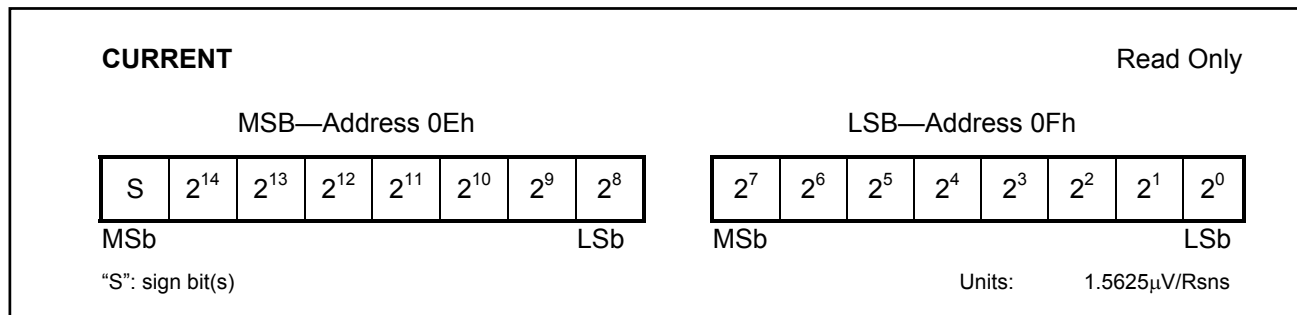 CURRENT Read Only
MSB—Address 0Eh LSB—Address 0Fh
S 2^14 2^13 2^12 2^11 2^10 2^9 2^8 2^7 2^6 2^5 2^4 2^3 2^2 2^1 2^0
MSb LSb MSb LSb
“S”: sign bit(s) Units: 1.5625μV/Rsns